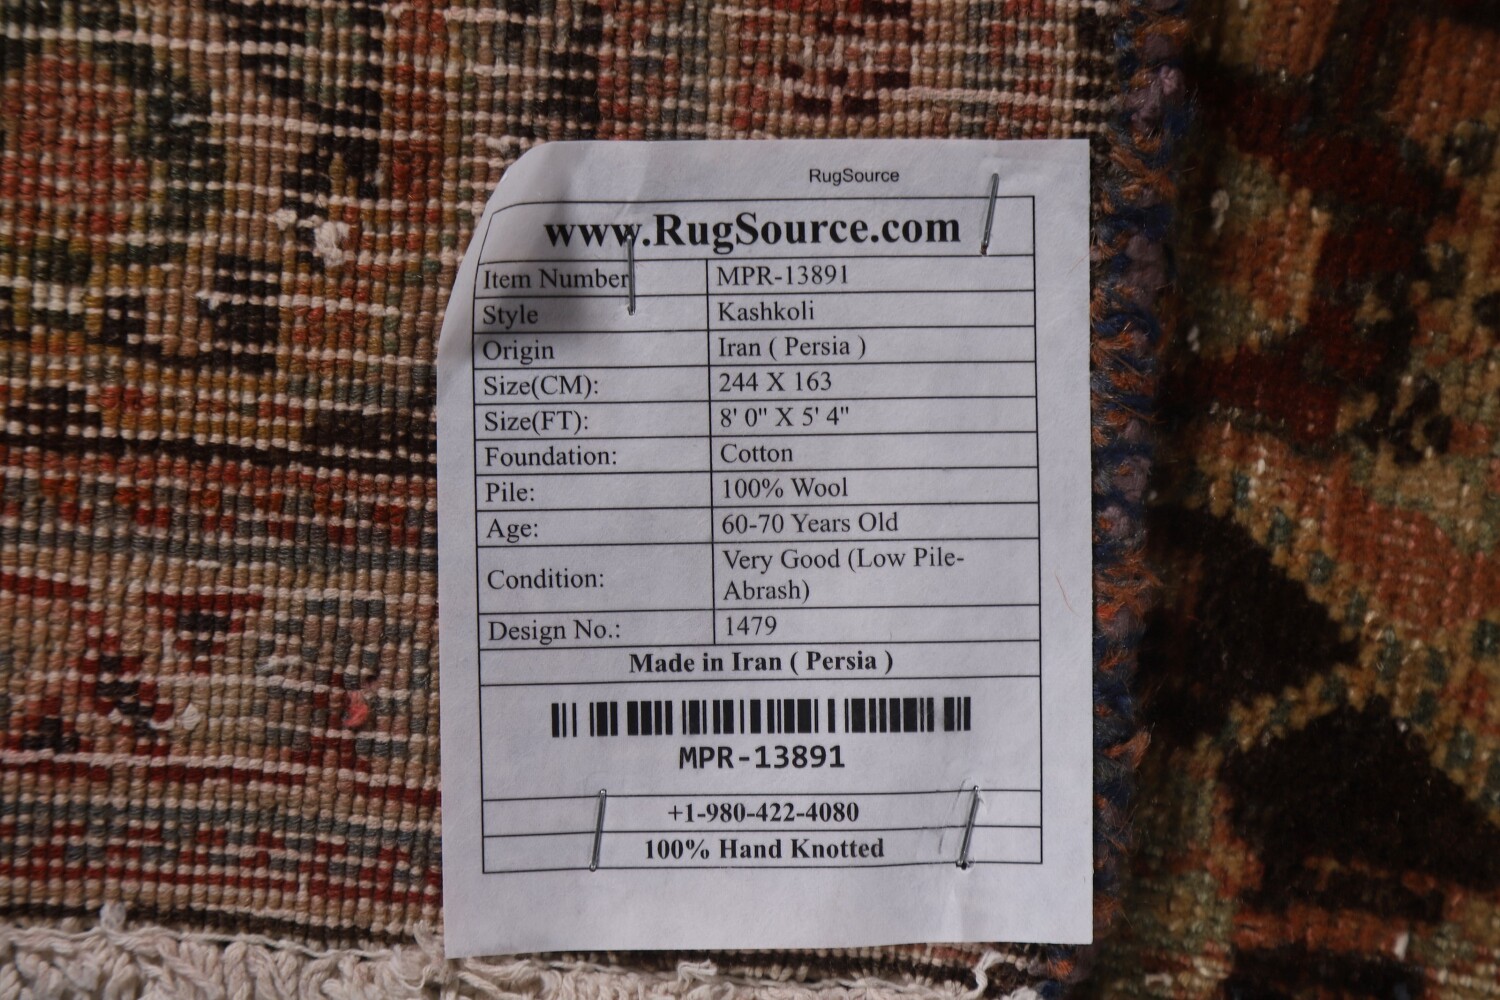 RugSource
www.RugSource.com
Item Number MPR-13891
Style Kashkoli
Origin Iran ( Persia )
Size(CM): 244 X 163
Size(FT): 8' 0" X 5' 4"
Foundation: Cotton
Pile: 100% Wool
Age: 60-70 Years Old
Condition: Very Good (Low Pile-
Abrash)
Design No.: 1479
Made in Iran ( Persia )
MPR-13891
+1-980-422-4080
100% Hand Knotted